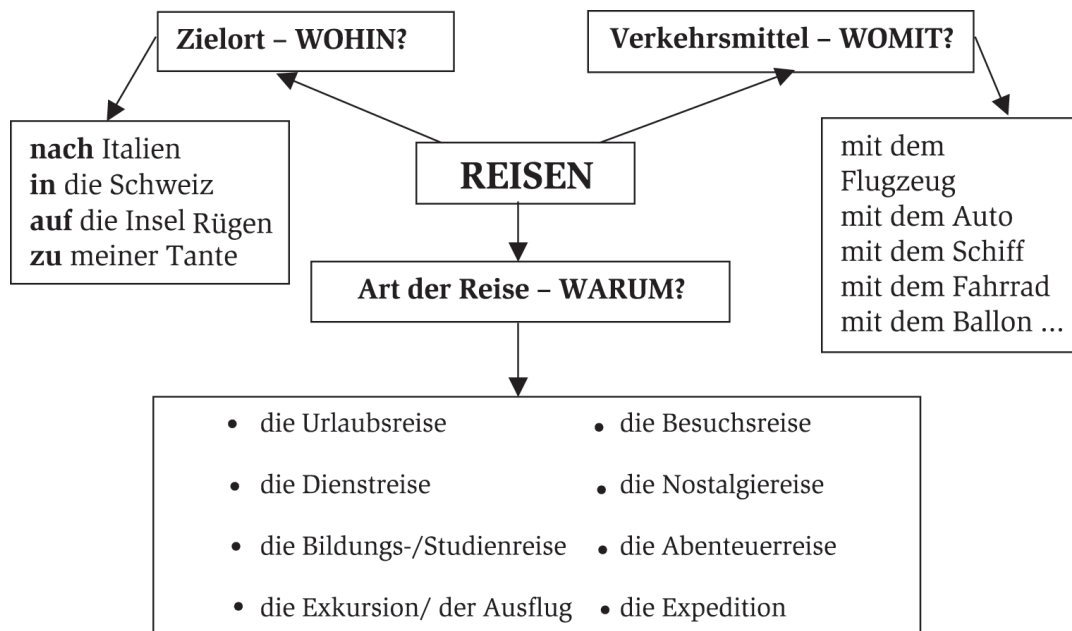 Zielort – WOHIN?
Verkehrsmittel – WOMIT?
nach Italien
in die Schweiz
auf die Insel Rügen
zu meiner Tante
REISEN
mit dem
Flugzeug
mit dem Auto
mit dem Schiff
mit dem Fahrrad
mit dem Ballon ...
Art der Reise – WARUM?
• die Urlaubsreise
• die Dienstreise
• die Bildungs-/Studienreise
• die Exkursion/ der Ausflug
• die Besuchsreise
• die Nostalgiereise
• die Abenteuerreise
• die Expedition